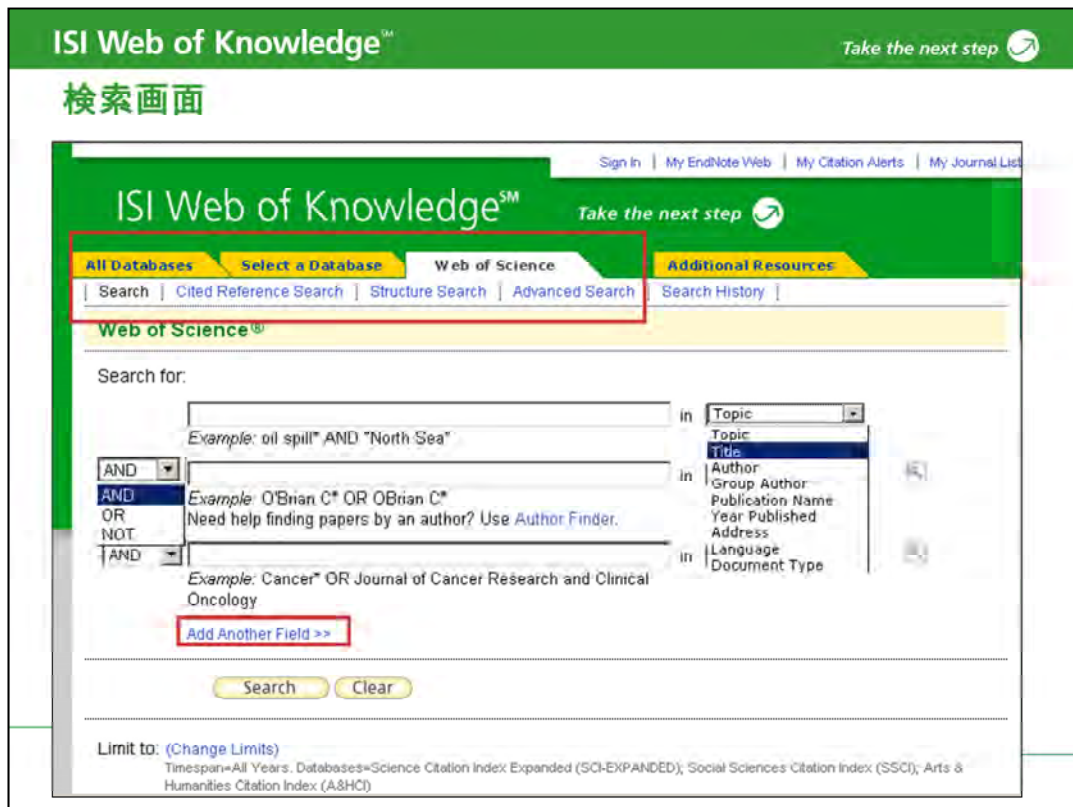 ISI Web of Knowledge℠
Take the next step
検索画面
Sign In | My EndNote Web | My Citation Alerts | My Journal List
ISI Web of Knowledge℠
Take the next step
All Databases Select a Database Web of Science Additional Resources
| Search | Cited Reference Search | Structure Search | Advanced Search | Search History |
Web of Science®
Search for:
in Topic
Example: oil spill* AND "North Sea"
Topic
Title
AND
in Author
Group Author
AND
Example: O'Brian C* OR OBrian C*
Publication Name
OR
Need help finding papers by an author? Use Author Finder.
Year Published
NOT
Address
AND
in Language
Document Type
Example: Cancer* OR Journal of Cancer Research and Clinical
Oncology
Add Another Field >>
Search Clear
Limit to: (Change Limits)
Timespan=All Years. Databases=Science Citation Index Expanded (SCI-EXPANDED); Social Sciences Citation Index (SSCI); Arts &
Humanities Citation Index (A&HCI)